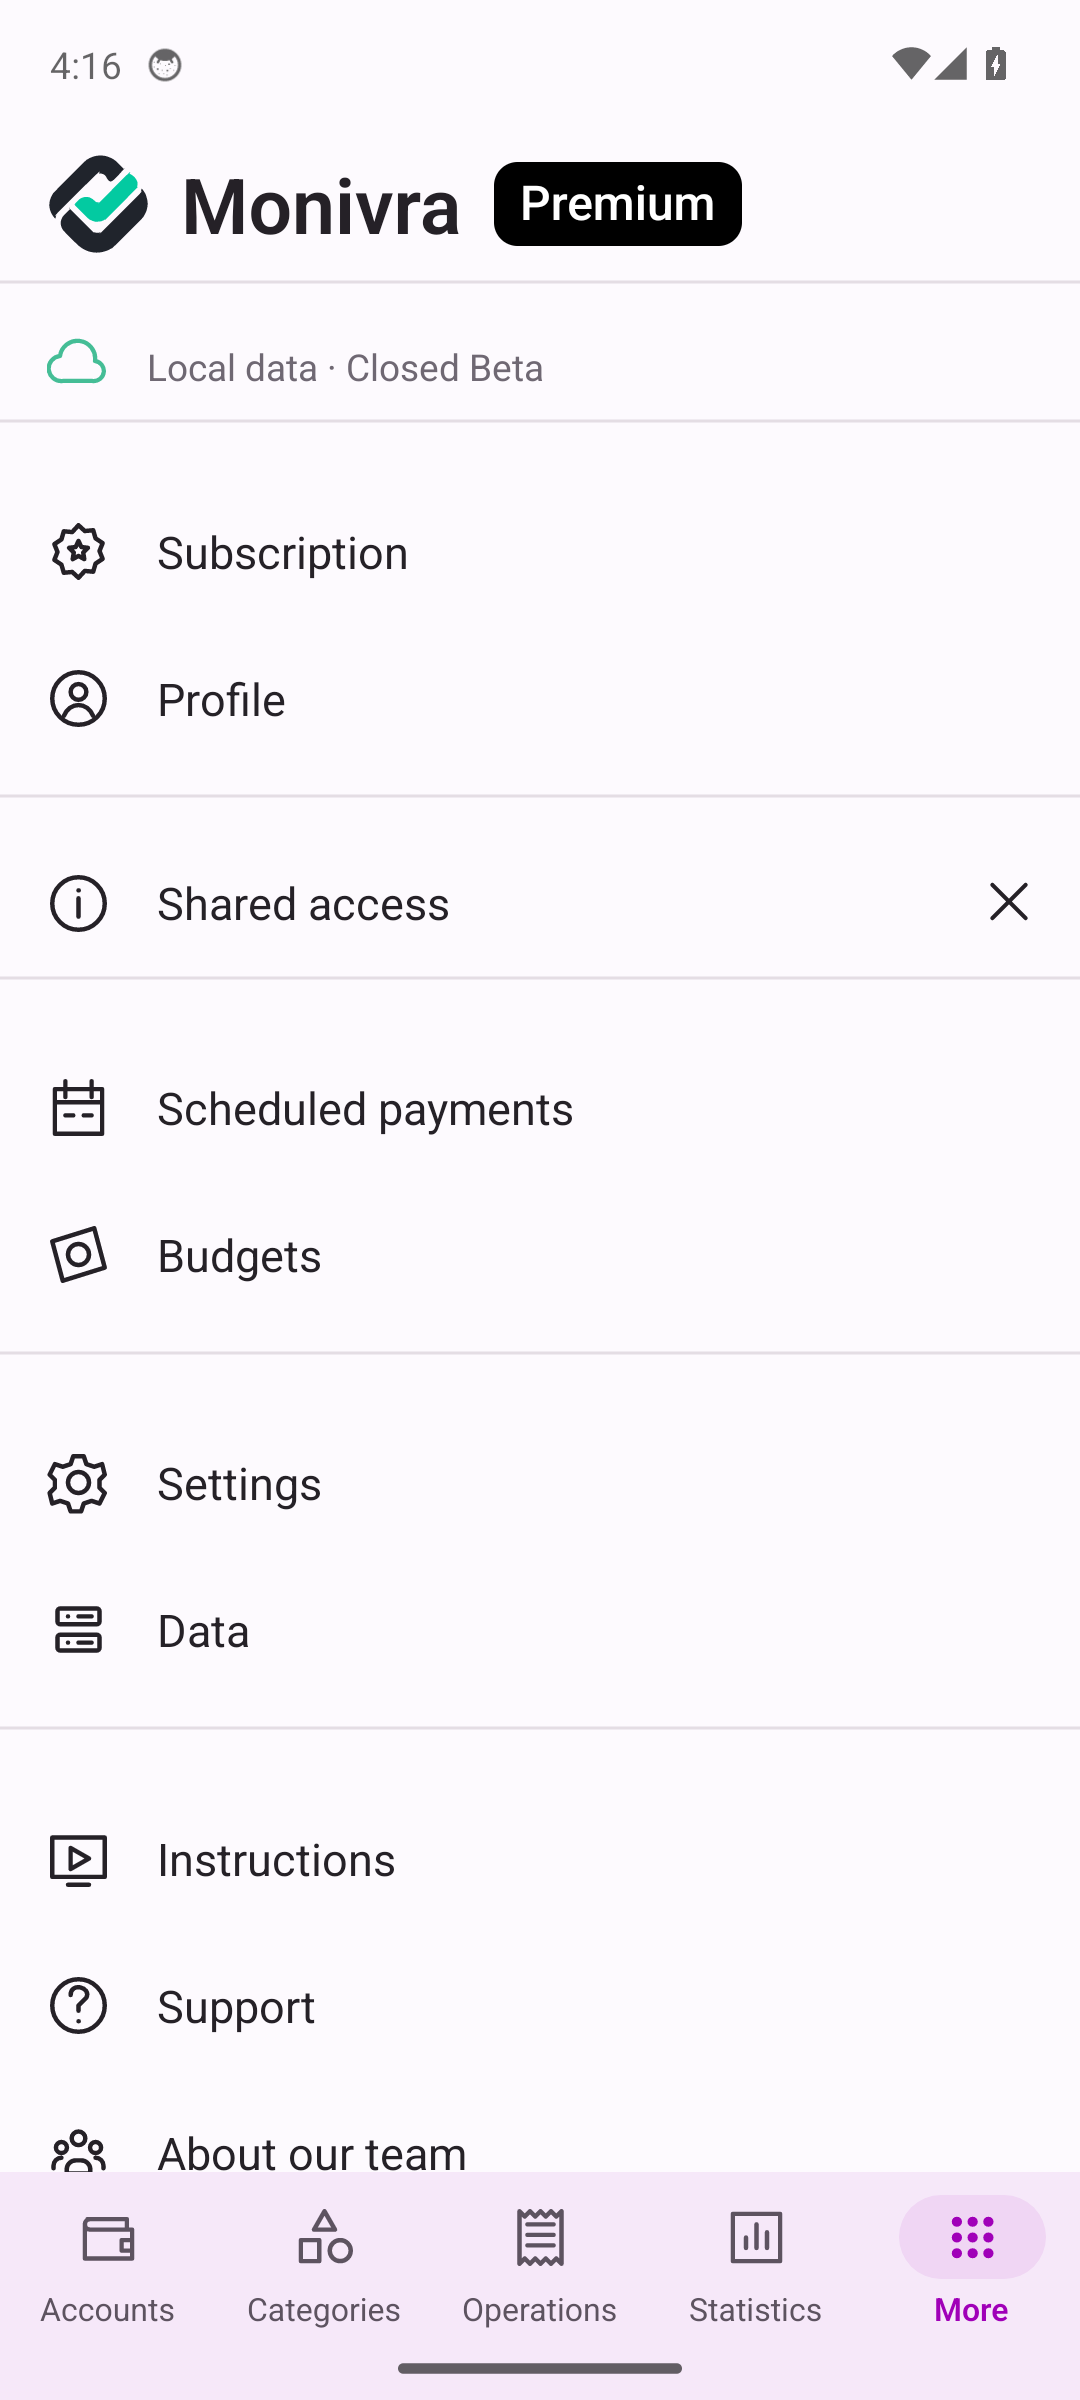 4:16
Monivra Premium
Local data · Closed Beta
Subscription
Profile
Shared access
Scheduled payments
Budgets
Settings
Data
Instructions
Support
About our team
Accounts Categories Operations Statistics More